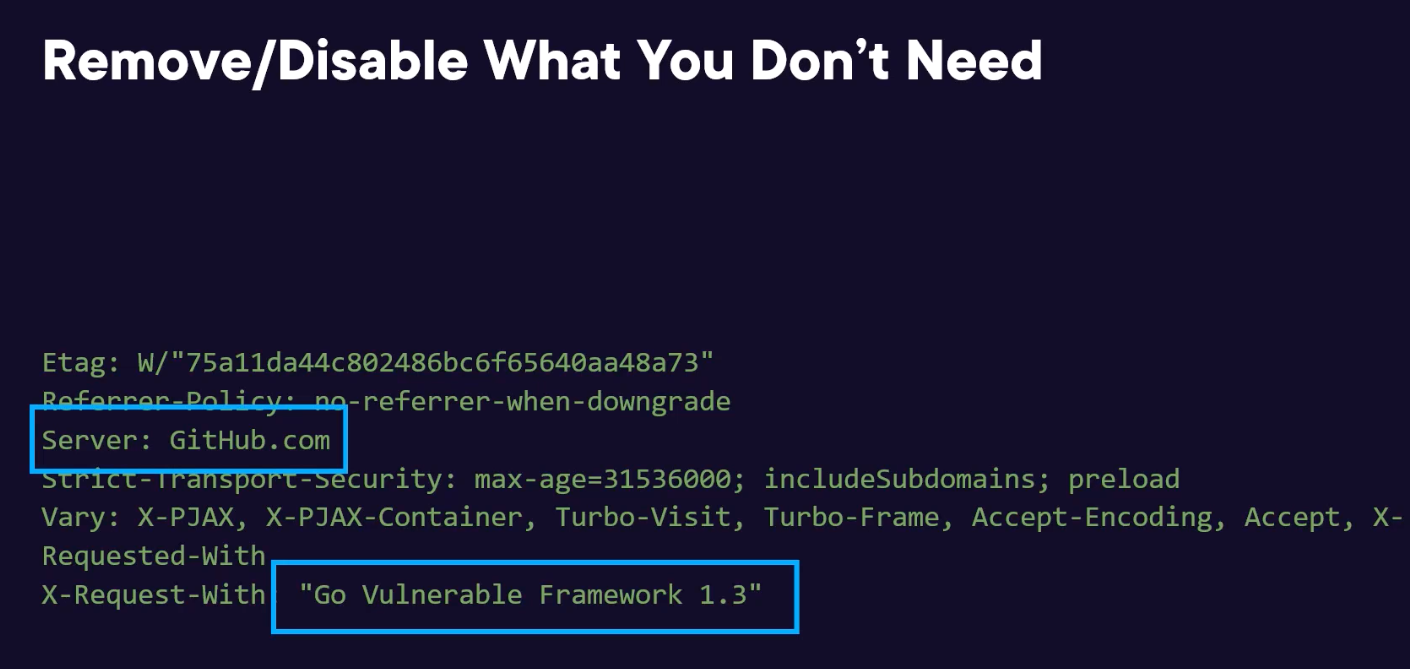 Remove/Disable What You Don’t Need
Etag: W/"75a11da44c802486bc6f65640aa48a73"
Referrer-Policy: no-referrer-when-downgrade
Server: GitHub.com
Strict-Transport-Security: max-age=31536000; includeSubdomains; preload
Vary: X-PJAX, X-PJAX-Container, Turbo-Visit, Turbo-Frame, Accept-Encoding, Accept, X-
Requested-With
X-Request-With: "Go Vulnerable Framework 1.3"